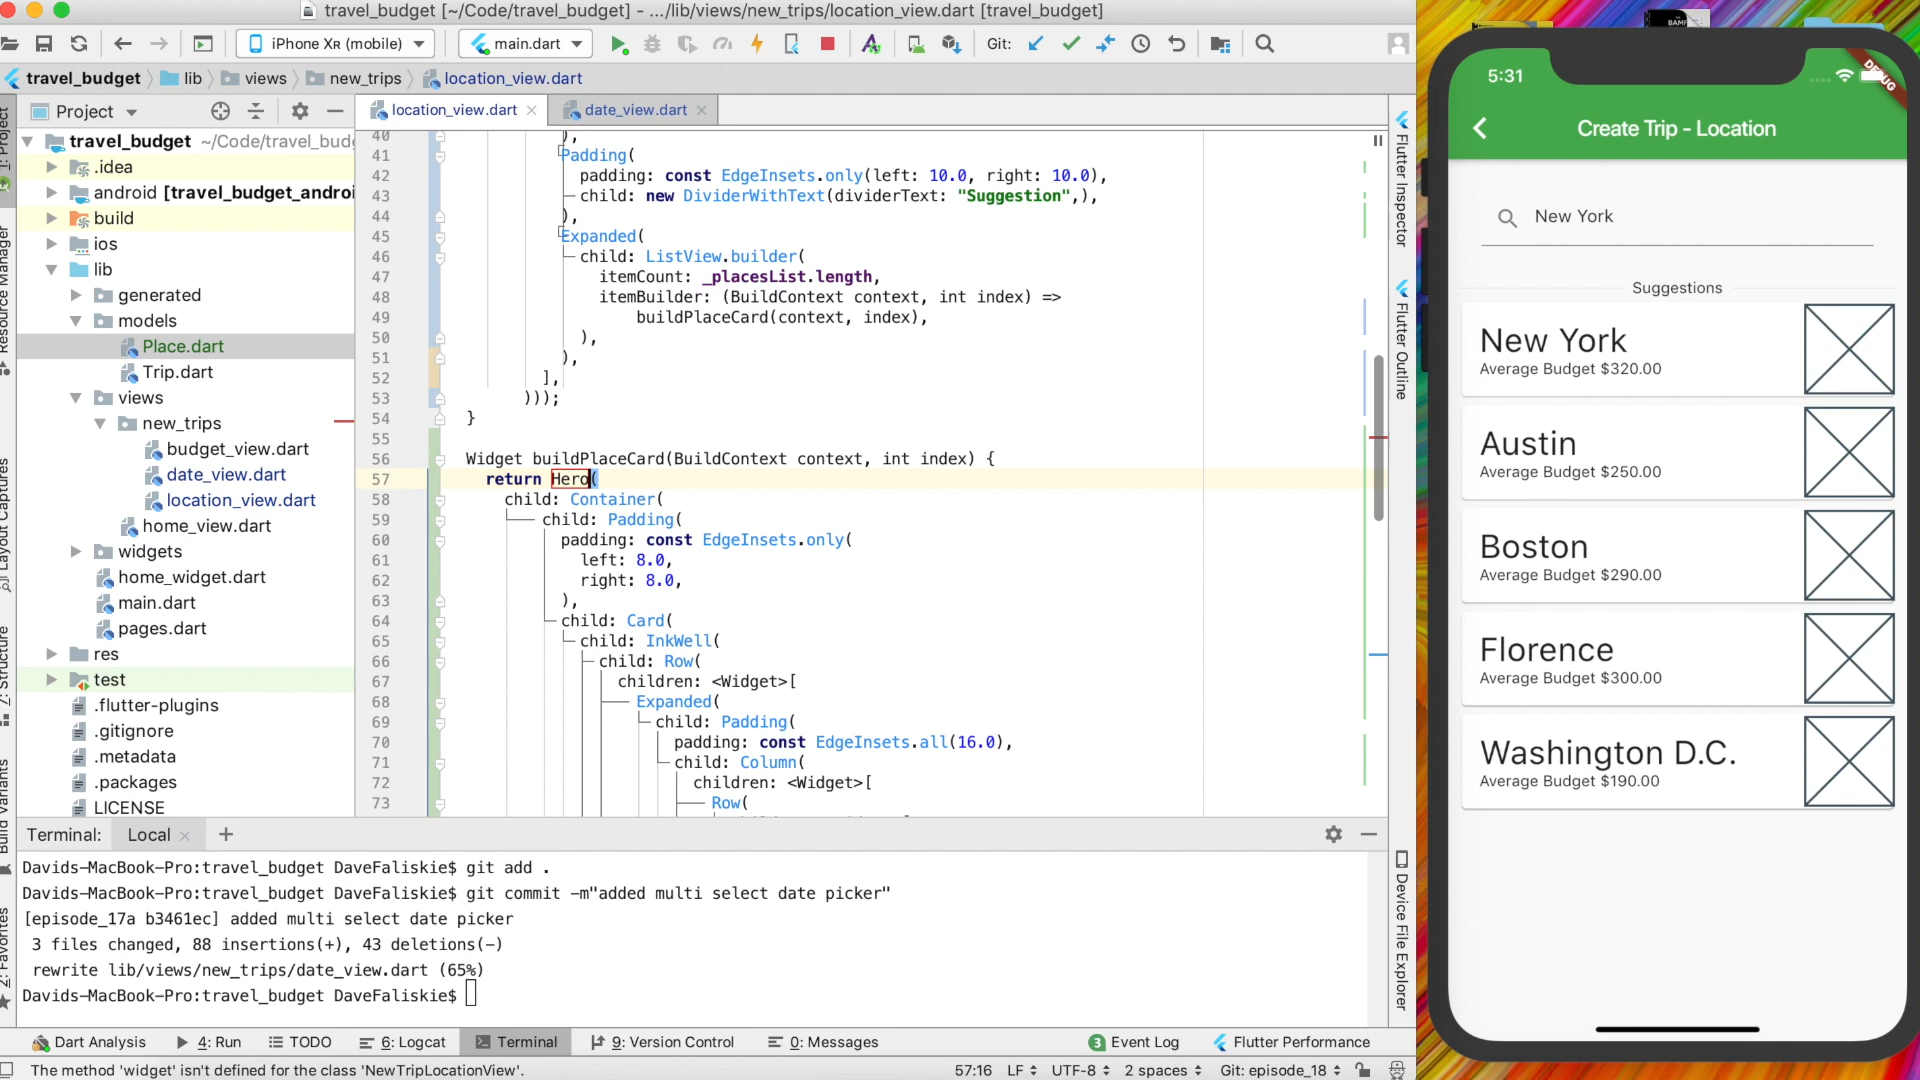 travel_budget [~/Code/travel_budget] - .../lib/views/new_trips/location_view.dart [travel_budget]
iPhone XR (mobile)
main.dart
Git:
travel_budget
lib
views
new_trips
location_view.dart
Project
location_view.dart
date_view.dart
1: Project
Resource Manager
Layout Captures
7: Structure
Build Variants
2: Favorites
travel_budget ~/Code/travel_budg
.idea
android [travel_budget_androi
build
ios
lib
generated
models
Place.dart
Trip.dart
views
new_trips
budget_view.dart
date_view.dart
location_view.dart
home_view.dart
widgets
home_widget.dart
main.dart
pages.dart
res
test
.flutter-plugins
.gitignore
.metadata
.packages
LICENSE
40 ),
41 Padding(
42 padding: const EdgeInsets.only(left: 10.0, right: 10.0),
43 child: new DividerWithText(dividerText: "Suggestion",),
44 ),
45 Expanded(
46 child: ListView.builder(
47 itemCount: _placesList.length,
48 itemBuilder: (BuildContext context, int index) =>
49 buildPlaceCard(context, index),
50 ),
51 ),
52 ],
53 )));
54 }
55
56 Widget buildPlaceCard(BuildContext context, int index) {
57 return Hero(
58 child: Container(
59 child: Padding(
60 padding: const EdgeInsets.only(
61 left: 8.0,
62 right: 8.0,
63 ),
64 child: Card(
65 child: InkWell(
66 child: Row(
67 children: <Widget>[
68 Expanded(
69 child: Padding(
70 padding: const EdgeInsets.all(16.0),
71 child: Column(
72 children: <Widget>[
73 Row(
Flutter Inspector
Flutter Outline
Device File Explorer
Terminal:
Local
Davids-MacBook-Pro:travel_budget DaveFaliskie$ git add .
Davids-MacBook-Pro:travel_budget DaveFaliskie$ git commit -m"added multi select date picker"
[episode_17a b3461ec] added multi select date picker
3 files changed, 88 insertions(+), 43 deletions(-)
rewrite lib/views/new_trips/date_view.dart (65%)
Davids-MacBook-Pro:travel_budget DaveFaliskie$
Dart Analysis
4: Run
TODO
6: Logcat
Terminal
9: Version Control
0: Messages
3 Event Log
Flutter Performance
The method 'widget' isn't defined for the class 'NewTripLocationView'.
57:16
LF
UTF-8
2 spaces
Git: episode_18
5:31
DEBUG
Create Trip - Location
New York
Suggestions
New York
Average Budget $320.00
Austin
Average Budget $250.00
Boston
Average Budget $290.00
Florence
Average Budget $300.00
Washington D.C.
Average Budget $190.00